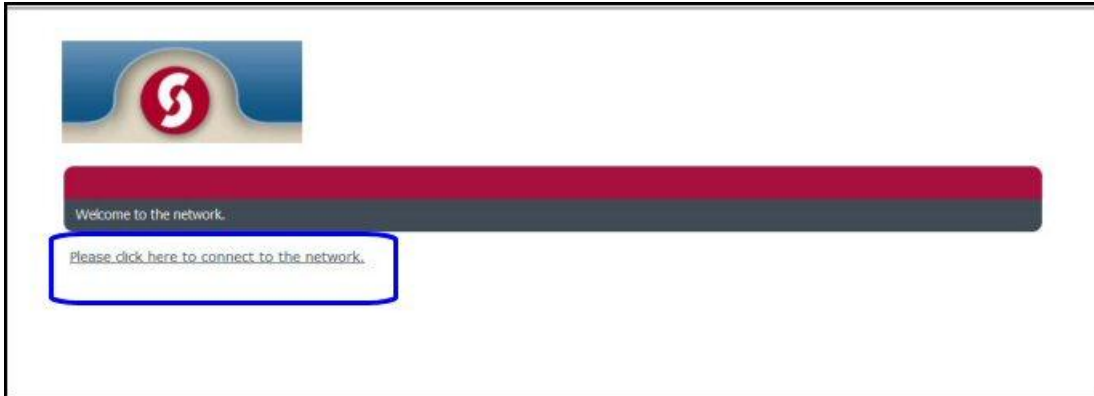 Welcome to the network.
Please click here to connect to the network.